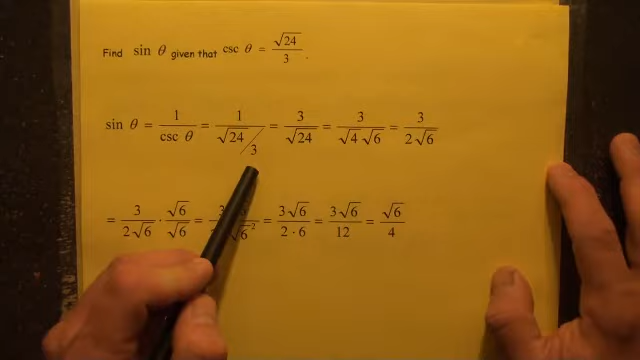 Find sin θ given that csc θ = √24/3 .
sin θ = 1/csc θ = 1/(√24/3) = 3/√24 = 3/(√4 √6) = 3/(2√6)
= 3/(2√6) · √6/√6 = = 3√6/(2·6) = 3√6/12 = √6/4